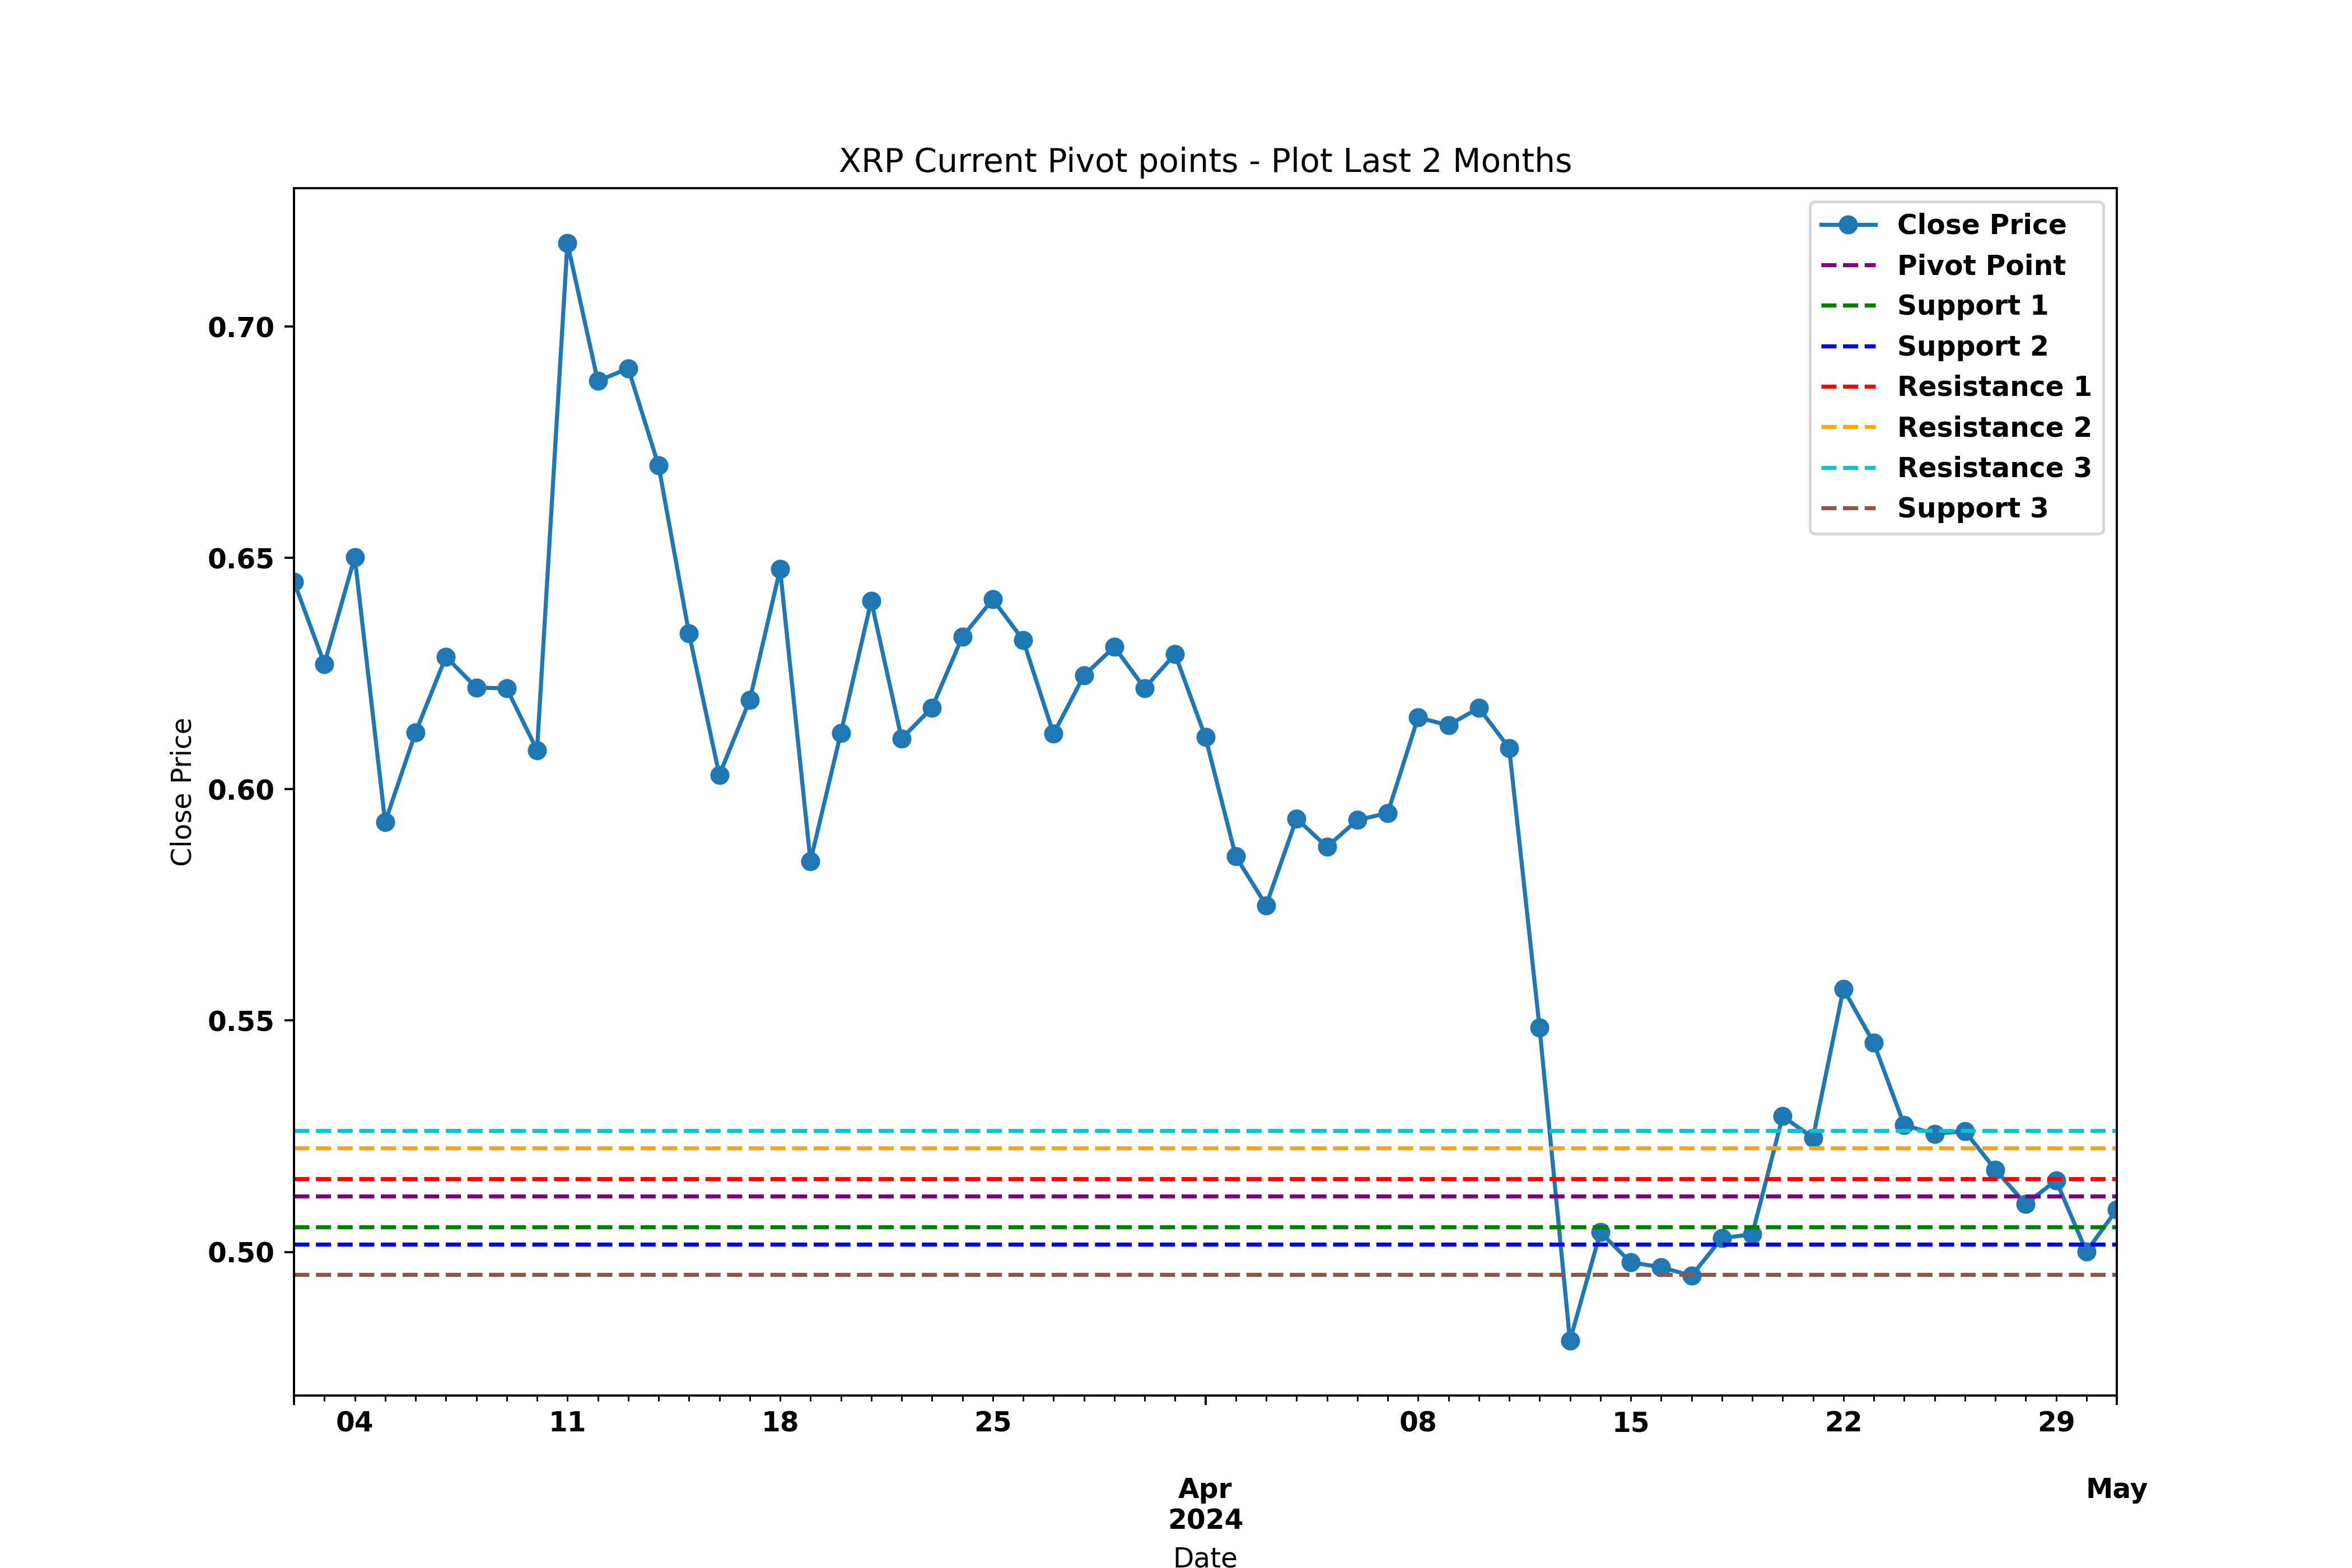 XRP Current Pivot points - Plot Last 2 Months
Close Price
Pivot Point
Support 1
Support 2
Resistance 1
Resistance 2
Resistance 3
Support 3
Close Price
0.70
0.65
0.60
0.55
0.50
04 11 18 25 08 15 22 29
Apr May
2024
Date